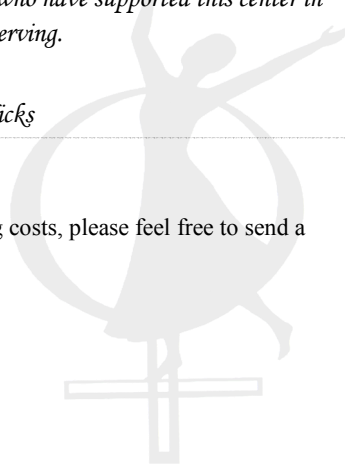 who have supported this center in
erving.
icks
g costs, please feel free to send a